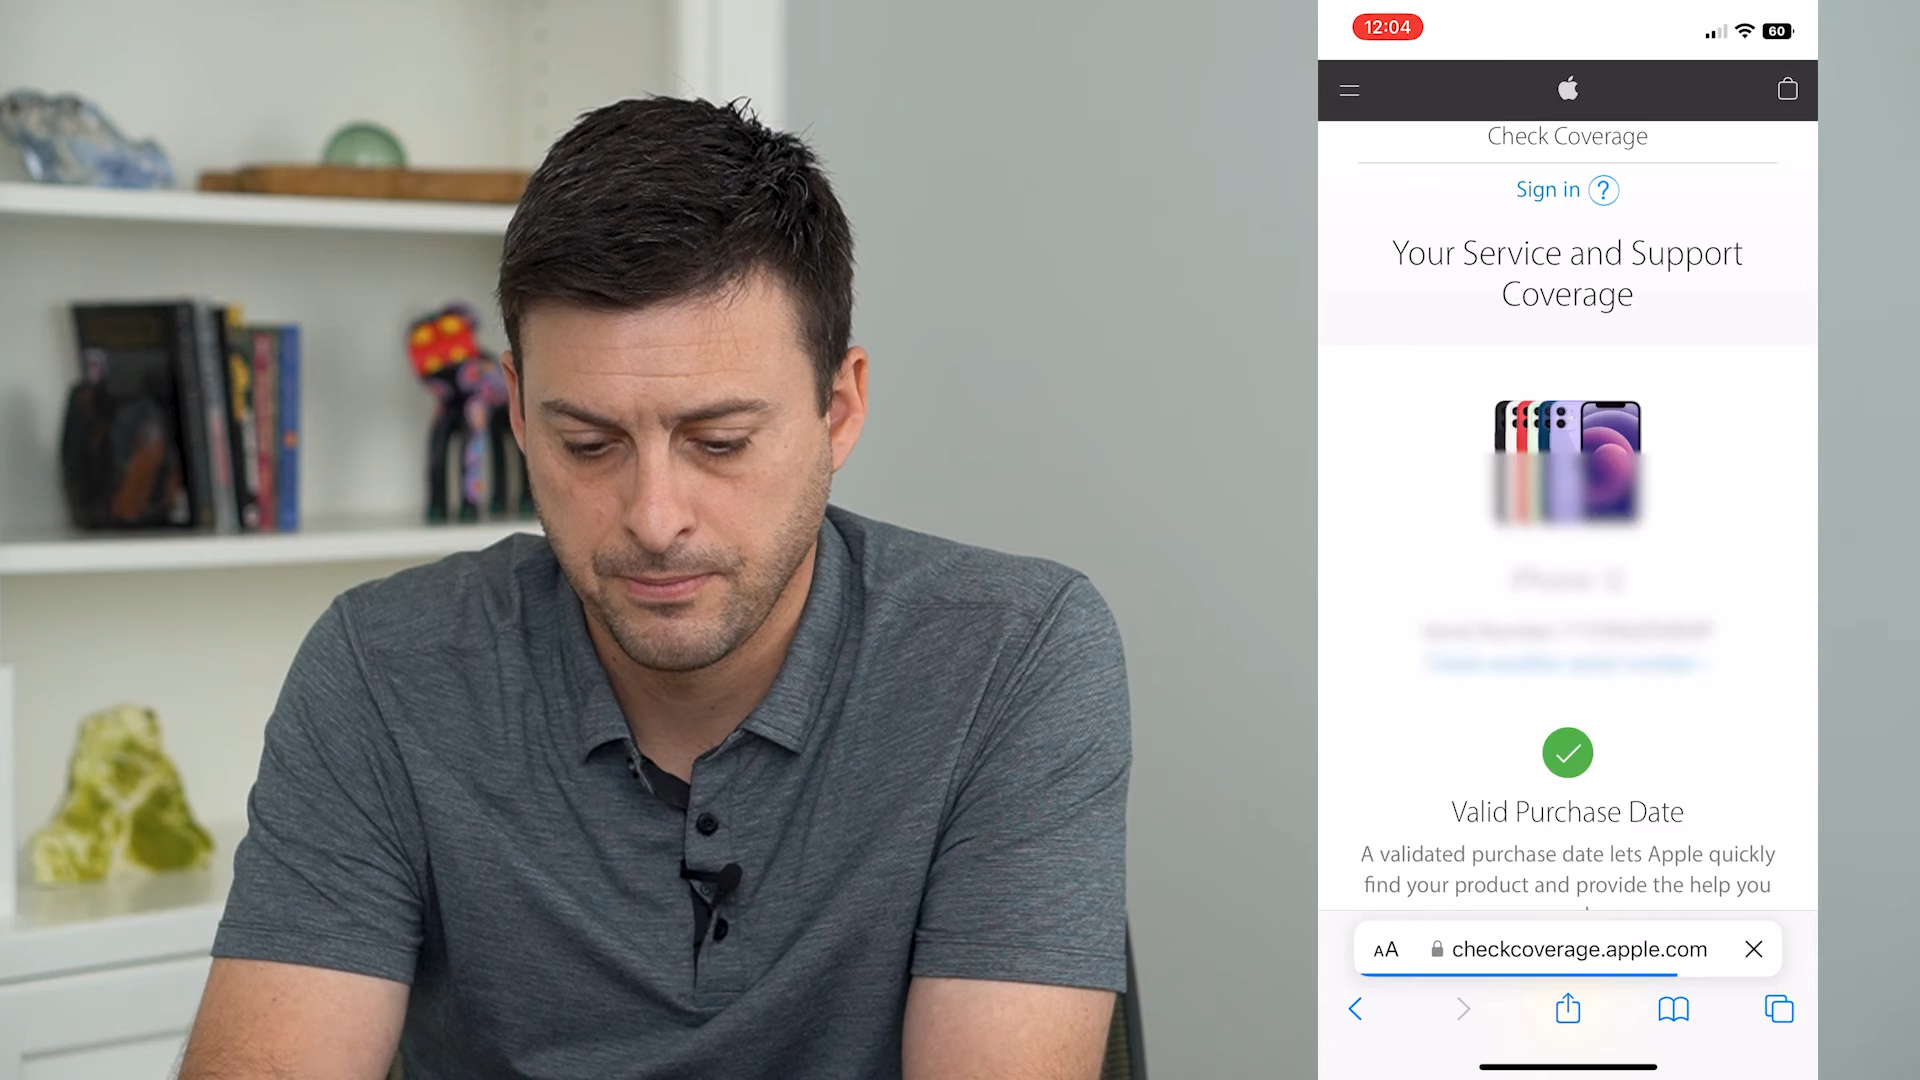 12:04
60
Check Coverage
Sign in ?
Your Service and Support
Coverage
Valid Purchase Date
A validated purchase date lets Apple quickly
find your product and provide the help you
AA checkcoverage.apple.com